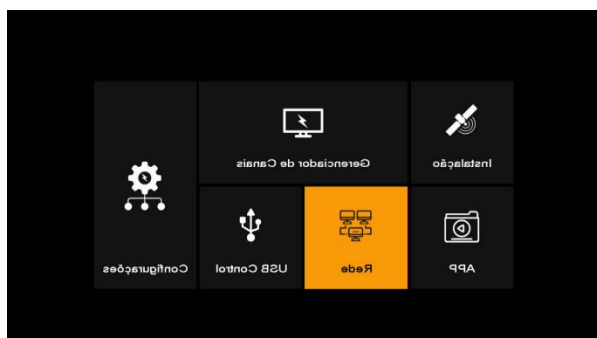 Instalação
Gerenciador de Canais
Configurações
APP
Rede
USB Control